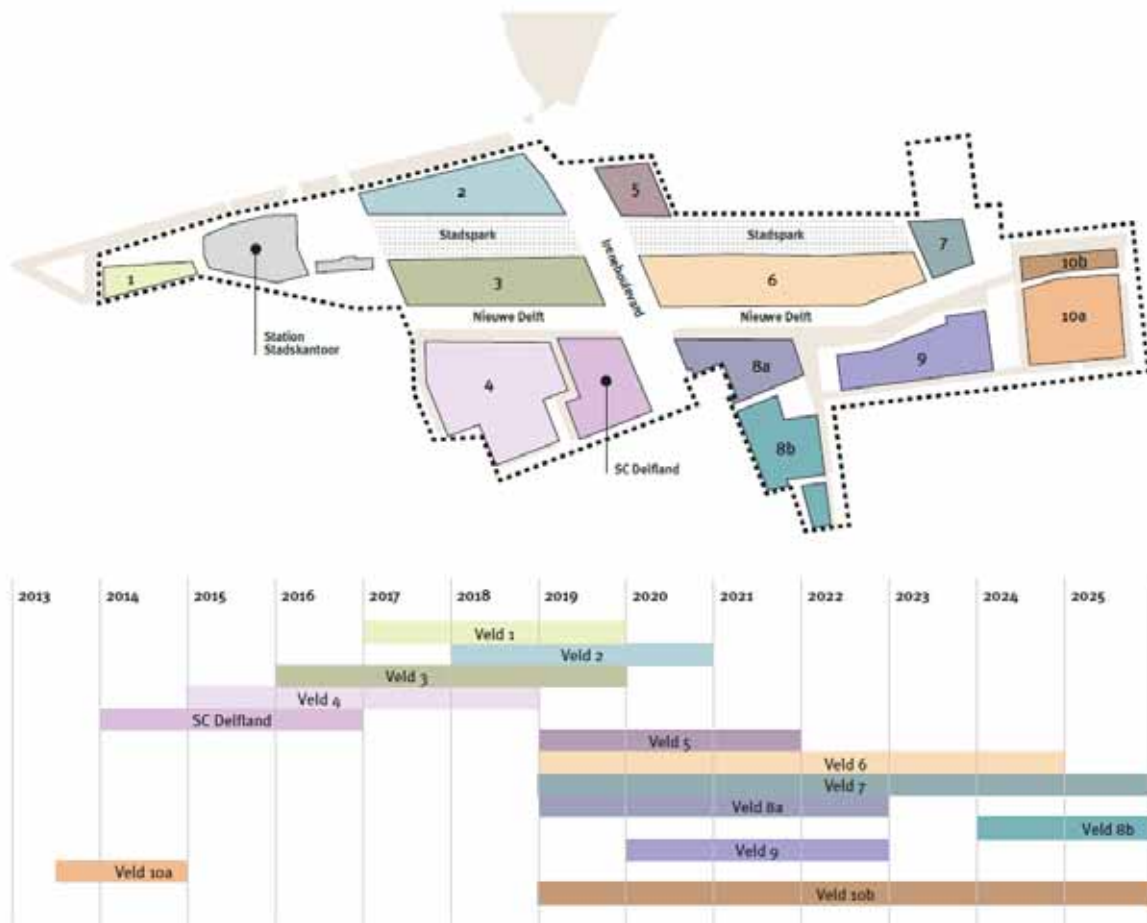 2
5
Stadspark
Stadspark
7
10b
1
3
Ireneboulevard
6
Nieuwe Delft
Nieuwe Delft
10a
Station
Stadskantoor
4
8a
9
8b
SC Delfland
2013 2014 2015 2016 2017 2018 2019 2020 2021 2022 2023 2024 2025
Veld 1
Veld 2
Veld 3
Veld 4
SC Delfland
Veld 5
Veld 6
Veld 7
Veld 8a
Veld 8b
Veld 9
Veld 10a
Veld 10b